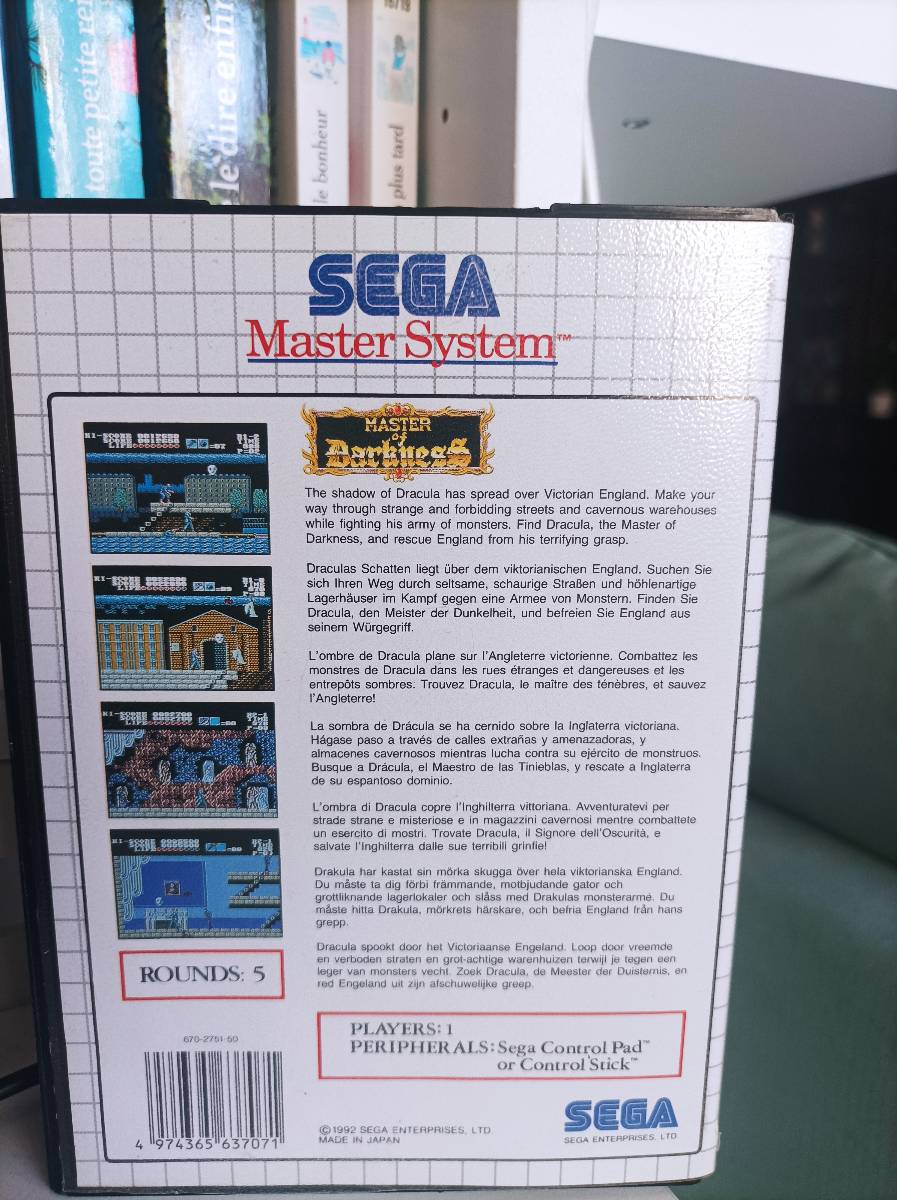 toute petite
le dire enfin
le bonheur
plus tard
SEGA
Master System™
MASTER
of
Darkness
The shadow of Dracula has spread over Victorian England. Make your
way through strange and forbidding streets and cavernous warehouses
while fighting his army of monsters. Find Dracula, the Master of
Darkness, and rescue England from his terrifying grasp.
Draculas Schatten liegt über dem viktorianischen England. Suchen Sie
sich Ihren Weg durch seltsame, schaurige Straßen und höhlenartige
Lagerhäuser im Kampf gegen eine Armee von Monstern. Finden Sie
Dracula, den Meister der Dunkelheit, und befreien Sie England aus
seinem Würgegriff.
L'ombre de Dracula plane sur l'Angleterre victorienne. Combattez les
monstres de Dracula dans les rues étranges et dangereuses et les
entrepôts sombres. Trouvez Dracula, le maître des ténèbres, et sauvez
l'Angleterre!
La sombra de Drácula se ha cernido sobre la Inglaterra victoriana.
Hágase paso a través de calles extrañas y amenazadoras, y
almacenes cavernosos mientras lucha contra su ejército de monstruos.
Busque a Drácula, el Maestro de las Tinieblas, y rescate a Inglaterra
de su espantoso dominio.
L'ombra di Dracula copre l'Inghilterra vittoriana. Avventuratevi per
strade strane e misteriose e in magazzini cavernosi mentre combattete
un esercito di mostri. Trovate Dracula, il Signore dell'Oscurità, e
salvate l'Inghilterra dalle sue terribili grinfie!
Drakula har kastat sin mörka skugga över hela viktorianska England.
Du måste ta dig förbi främmande, motbjudande gator och
grottliknande lagerlokaler och slåss med Drakulas monsterarmé. Du
måste hitta Drakula, mörkrets härskare, och befria England från hans
grepp.
Dracula spookt door het Victoriaanse Engeland. Loop door vreemde
en verboden straten en grot-achtige warenhuizen terwijl je tegen een
leger van monsters vecht. Zoek Dracula, de Meester der Duisternis, en
red Engeland uit zijn afschuwelijke greep.
ROUNDS: 5
PLAYERS: 1
PERIPHERALS: Sega Control Pad™
or Control Stick™
670-2751-50
4 974365 637071
©1992 SEGA ENTERPRISES, LTD.
MADE IN JAPAN
SEGA
SEGA ENTERPRISES, LTD.